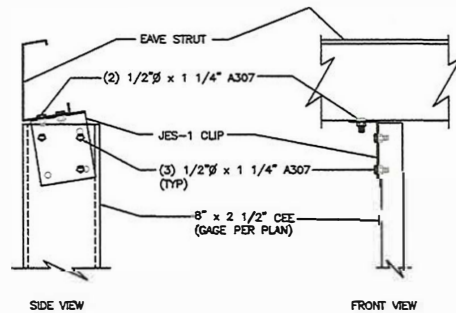 EAVE STRUT
(2) 1/2"Ø x 1 1/4" A307
JES-1 CLIP
(3) 1/2"Ø x 1 1/4" A307
(TYP)
8" x 2 1/2" CEE
(GAGE PER PLAN)
SIDE VIEW
FRONT VIEW